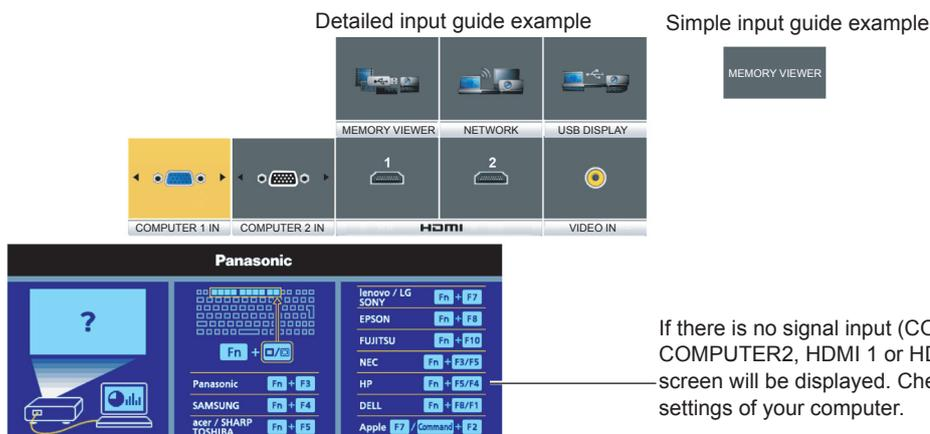 Detailed input guide example
Simple input guide example
MEMORY VIEWER
MEMORY VIEWER NETWORK USB DISPLAY
1 2
COMPUTER 1 IN COMPUTER 2 IN HDMI VIDEO IN
Panasonic
?
Fn +
Panasonic Fn + F3
SAMSUNG Fn + F4
acer / SHARP
TOSHIBA Fn + F5
lenovo / LG
SONY Fn + F7
EPSON Fn + F8
FUJITSU Fn + F10
NEC Fn + F3/F5
HP Fn + F5/F4
DELL Fn + F8/F1
Apple F7 / Command + F2
If there is no signal input
COMPUTER2, HDMI 1 or
screen will be displayed.
settings of your computer.